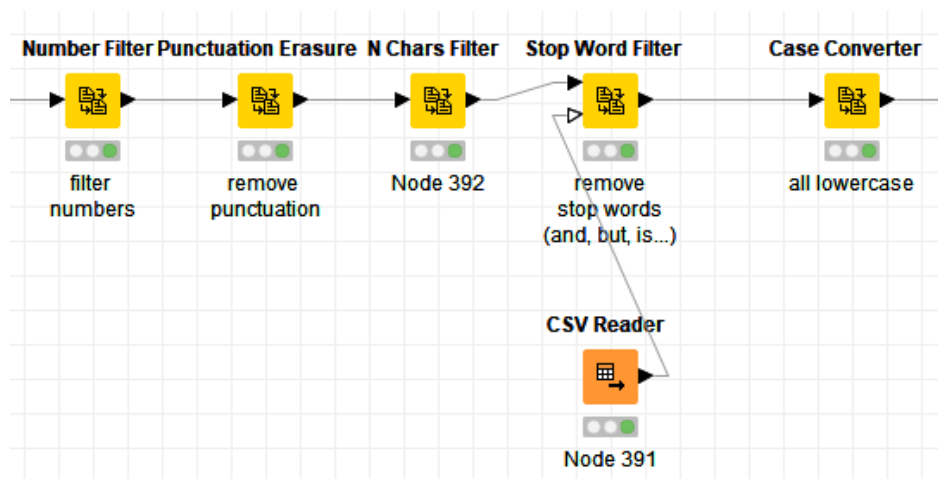 Number Filter Punctuation Erasure N Chars Filter Stop Word Filter Case Converter
filter
numbers
remove
punctuation
Node 392
remove
stop words
(and, but, is...)
all lowercase
CSV Reader
Node 391